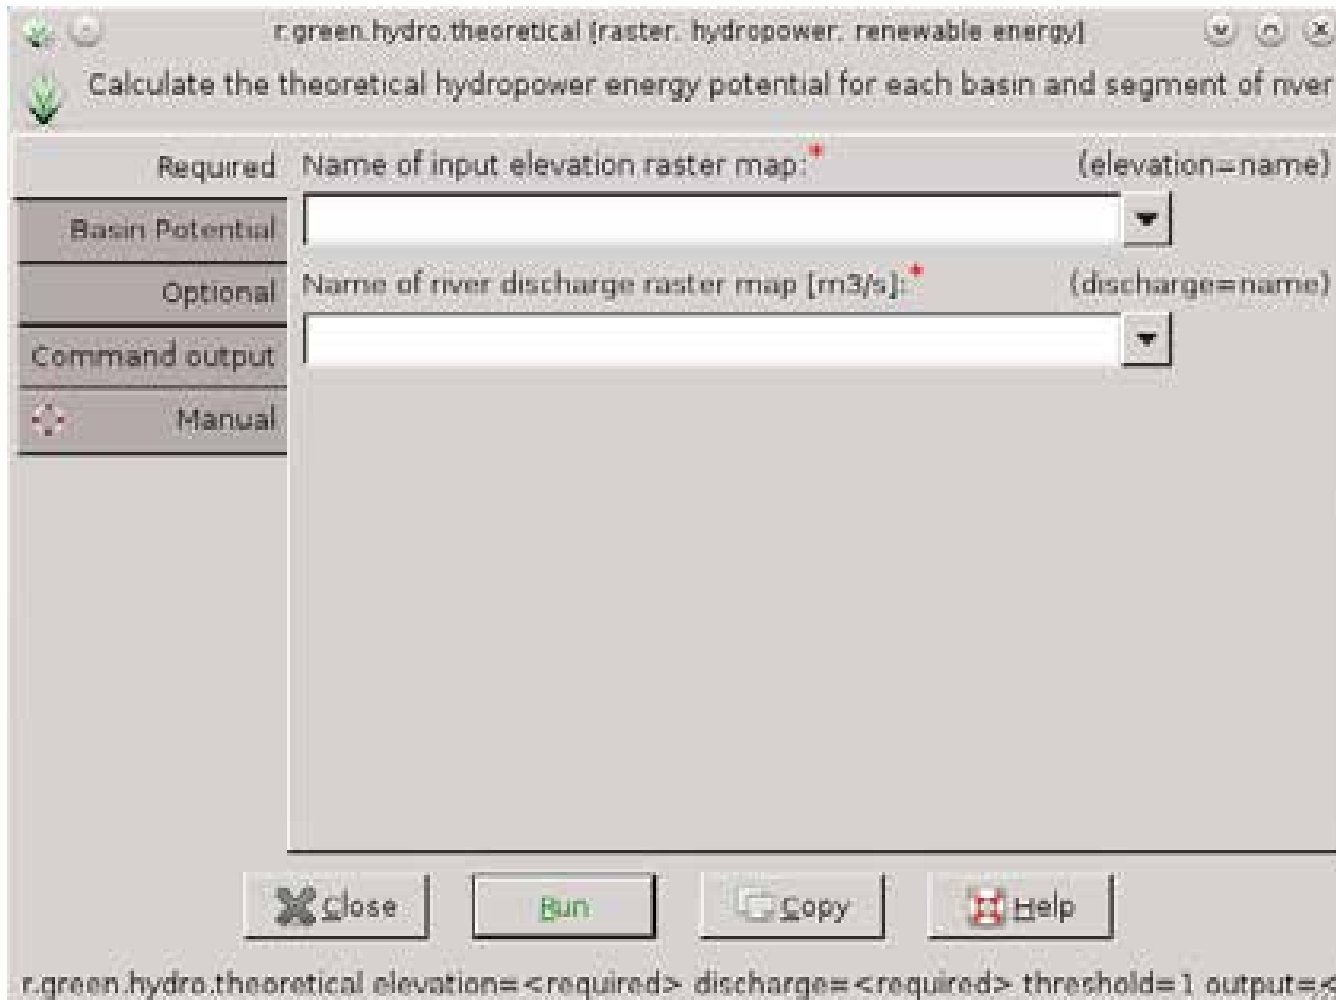 r.green.hydro.theoretical [raster, hydropower, renewable energy]
Calculate the theoretical hydropower energy potential for each basin and segment of river
Required
Name of input elevation raster map:* (elevation=name)
Basin Potential
Optional
Name of river discharge raster map [m3/s]:* (discharge=name)
Command output
Manual
Close
Run
Copy
Help
r.green.hydro.theoretical elevation=<required> discharge=<required> threshold=1 output=<